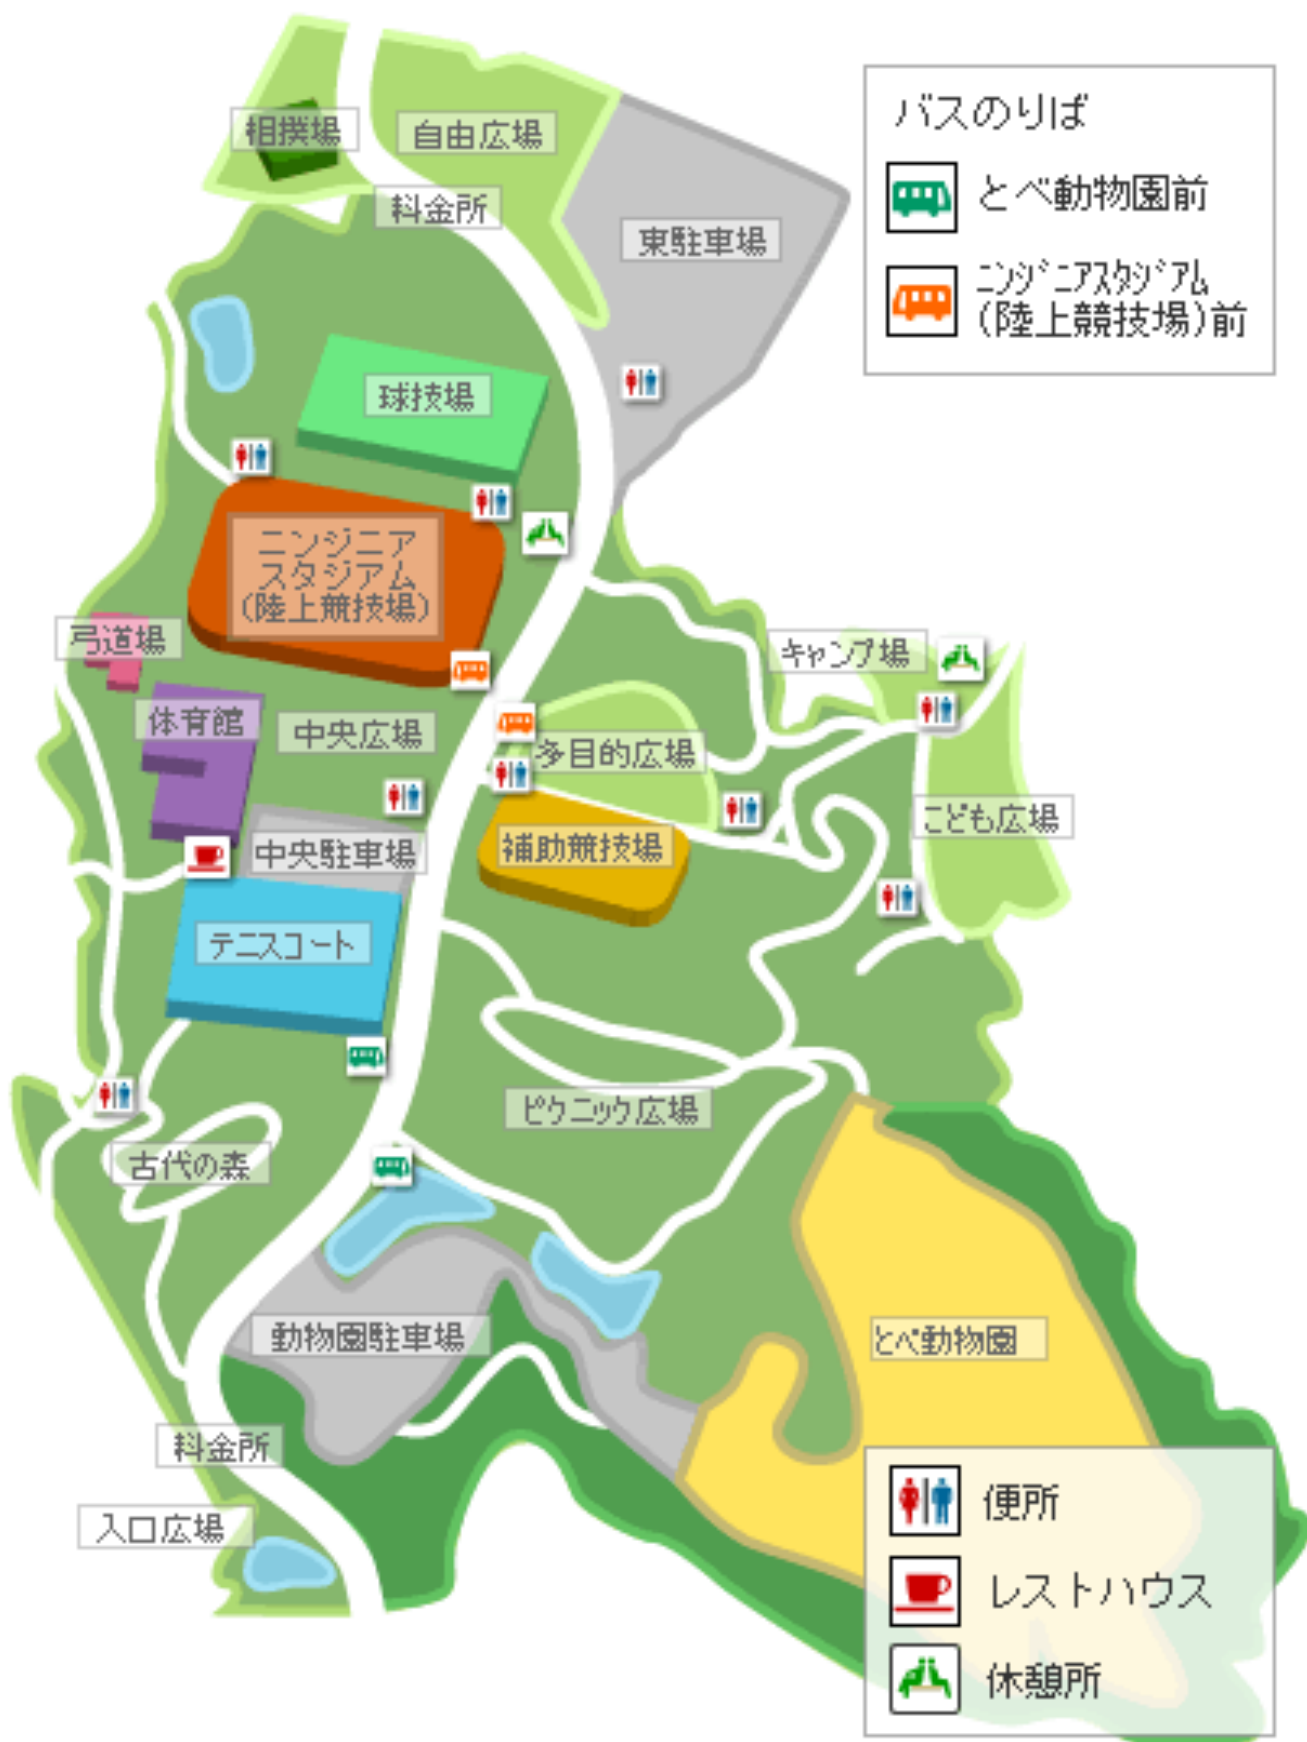 バスのりば
とべ動物園前
ニンジニアスタジアム
(陸上競技場)前
相撲場
自由広場
料金所
東駐車場
球技場
ニンジニア
スタジアム
(陸上競技場)
弓道場
キャンプ場
体育館
中央広場
多目的広場
こども広場
中央駐車場
補助競技場
テニスコート
ピクニック広場
古代の森
動物園駐車場
とべ動物園
料金所
入口広場
便所
レストハウス
休憩所